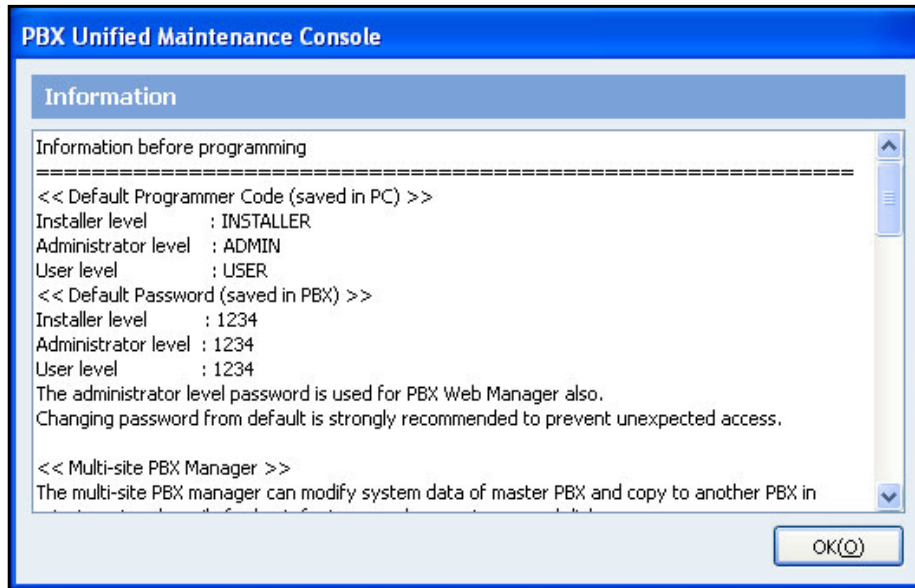 PBX Unified Maintenance Console
Information
Information before programming
===========================================================
<< Default Programmer Code (saved in PC) >>
Installer level : INSTALLER
Administrator level : ADMIN
User level : USER
<< Default Password (saved in PBX) >>
Installer level : 1234
Administrator level : 1234
User level : 1234
The administrator level password is used for PBX Web Manager also.
Changing password from default is strongly recommended to prevent unexpected access.
<< Multi-site PBX Manager >>
The multi-site PBX manager can modify system data of master PBX and copy to another PBX in
OK(O)